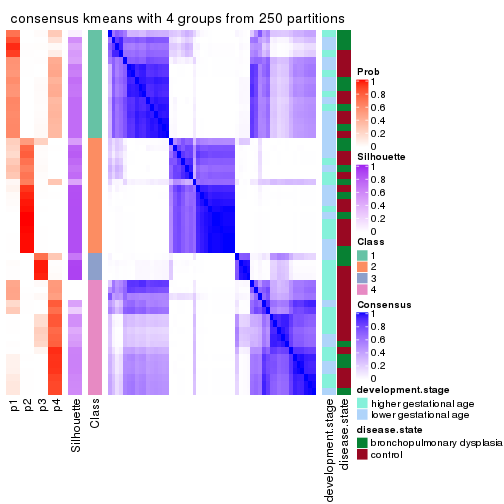 consensus kmeans with 4 groups from 250 partitions
Prob
1
0.8
0.6
0.4
0.2
0
Silhouette
1
0.8
0.6
0.4
0.2
0
Class
1
2
3
4
Consensus
1
0.8
0.6
0.4
0.2
0
development.stage
higher gestational age
lower gestational age
disease.state
bronchopulmonary dysplasia
control
p1
p2
p3
p4
Silhouette
Class
development.stage
disease.state